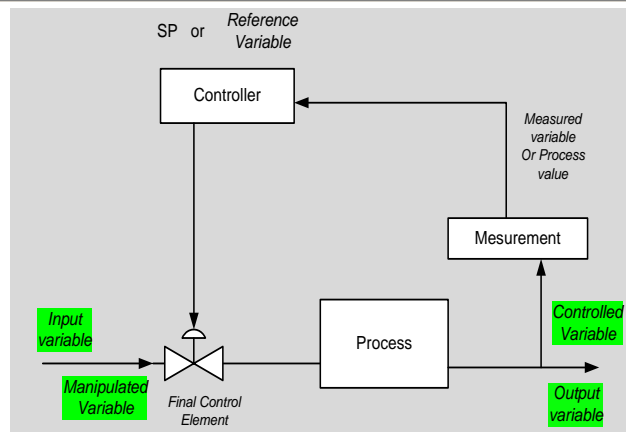 SP or Reference
Variable
Controller
Measured
variable
Or Process
value
Mesurement
Input
variable
Manipulated
Variable
Final Control
Element
Process
Controlled
Variable
Output
variable